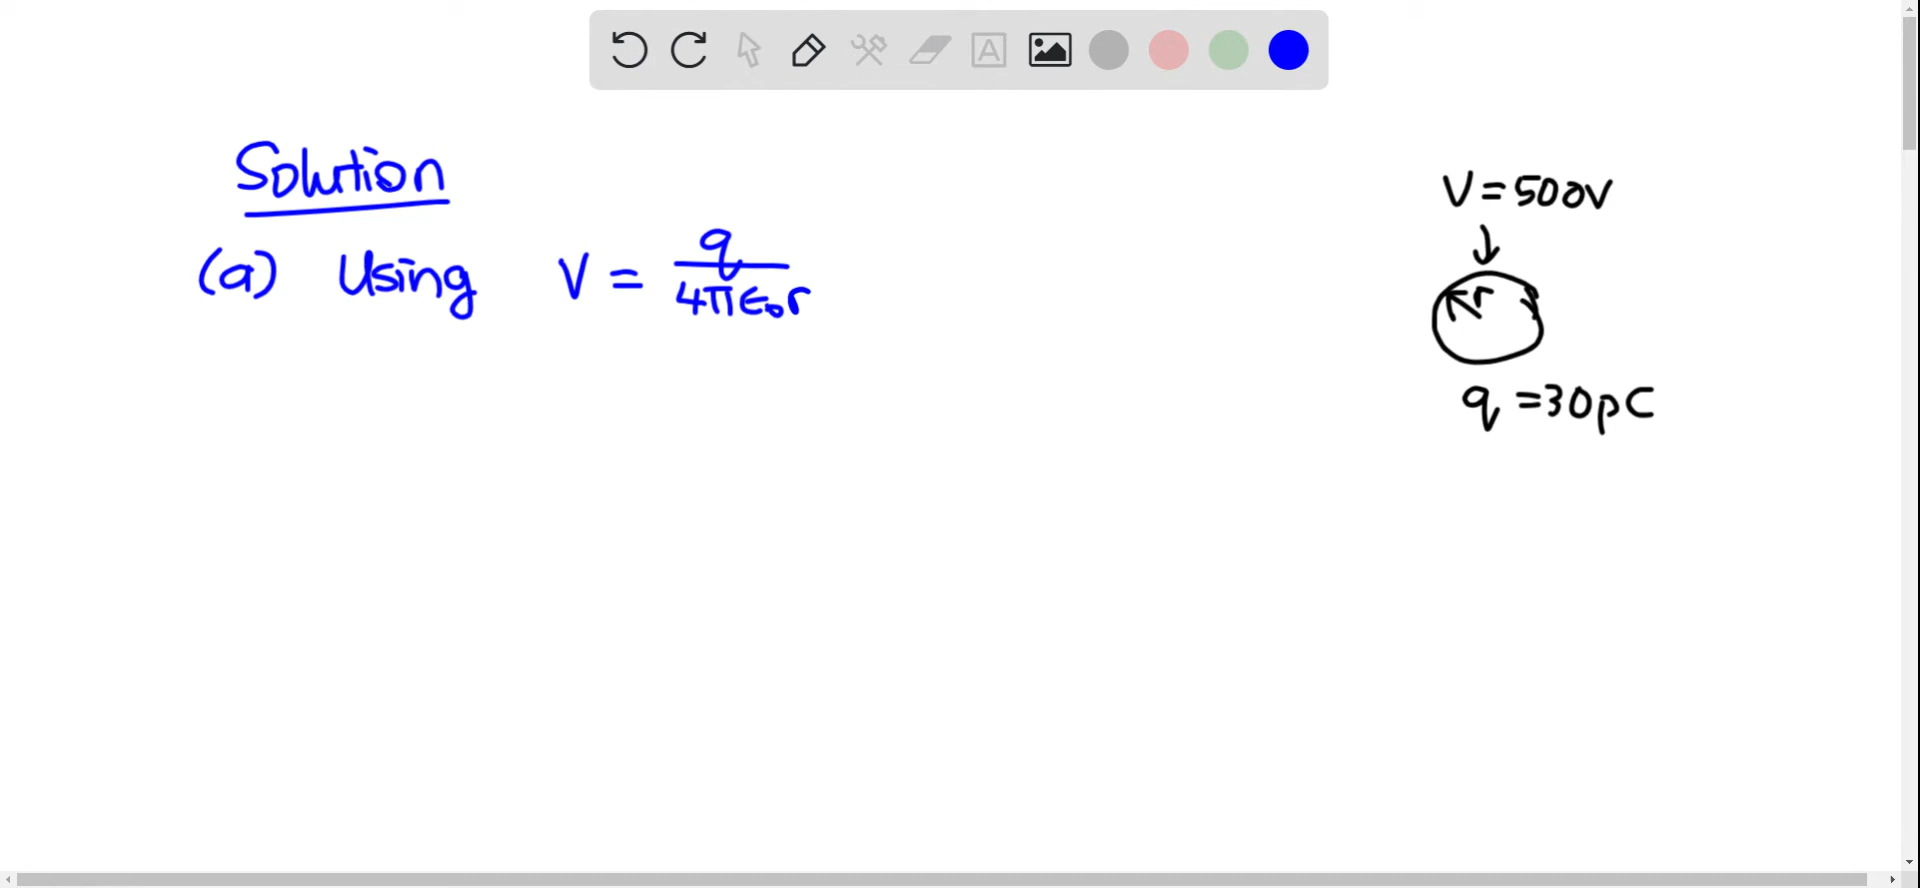 Solution
(a) Using V = q / 4πϵ₀r
V = 500V
r
q = 30pC
A